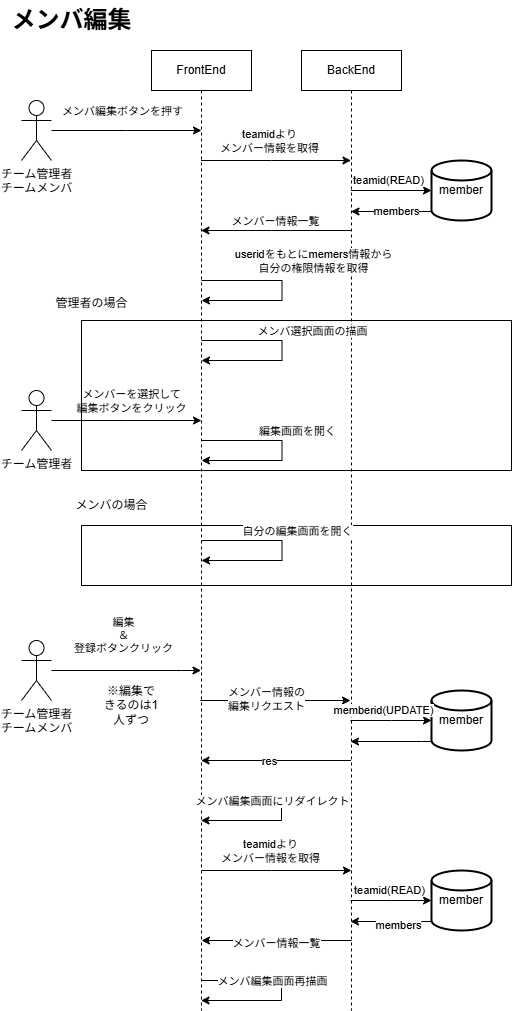 メンバ編集
FrontEnd
BackEnd
メンバ編集ボタンを押す
teamidより
メンバー情報を取得
チーム管理者
チームメンバ
teamid(READ)
member
members
メンバー情報一覧
useridをもとにmemers情報から
自分の権限情報を取得
管理者の場合
メンバ選択画面の描画
メンバーを選択して
編集ボタンをクリック
編集画面を開く
チーム管理者
メンバの場合
自分の編集画面を開く
編集
&
登録ボタンクリック
チーム管理者
チームメンバ
※編集で
きるのは1
人ずつ
メンバー情報の
編集リクエスト
memberid(UPDATE)
member
res
メンバ編集画面にリダイレクト
teamidより
メンバー情報を取得
teamid(READ)
member
members
メンバー情報一覧
メンバ編集画面再描画